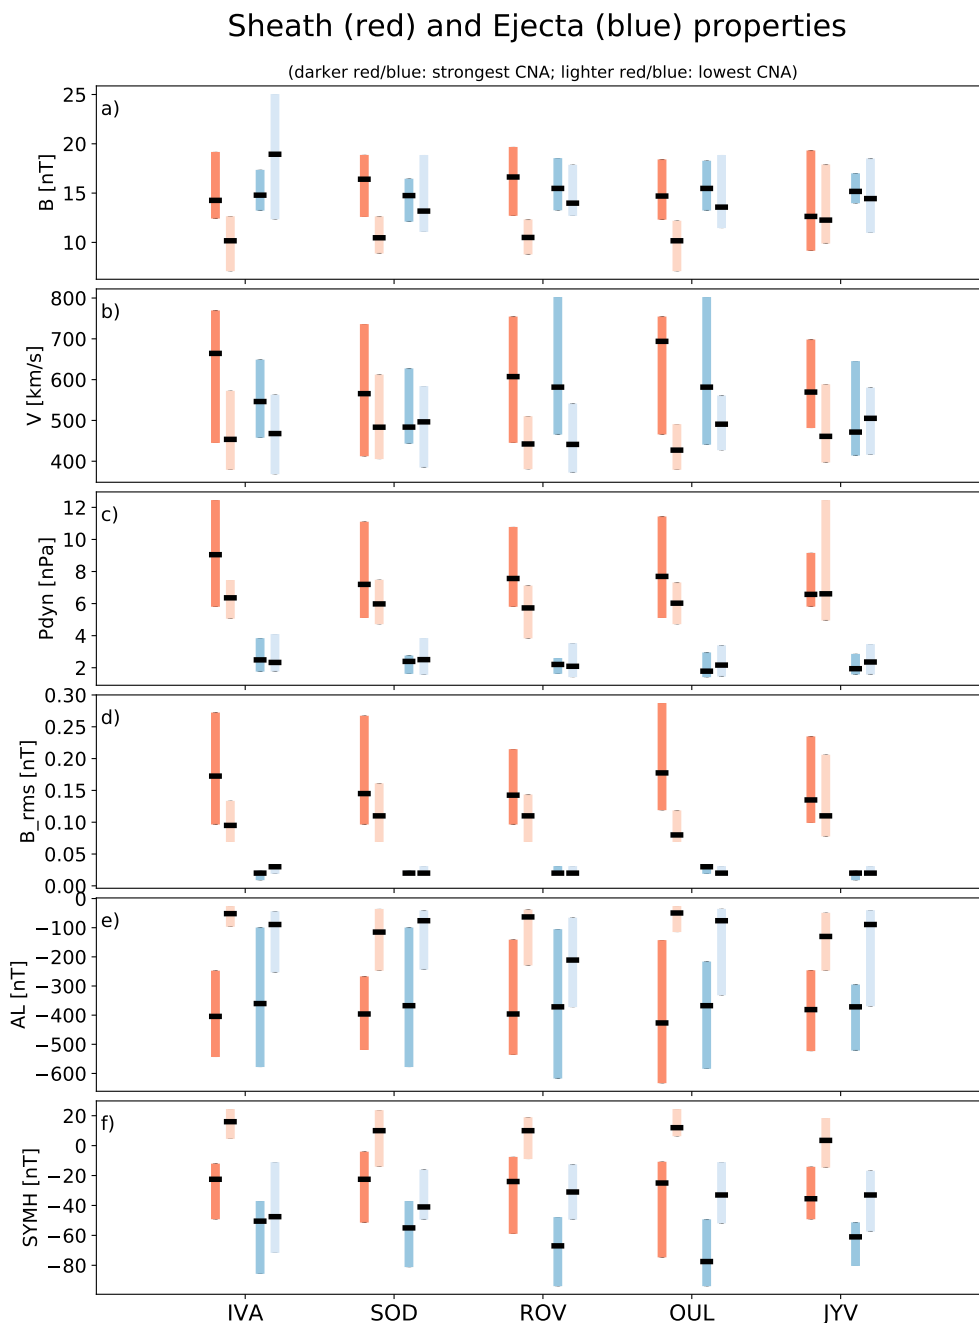 Sheath (red) and Ejecta (blue) properties
(darker red/blue: strongest CNA; lighter red/blue: lowest CNA)
a)
B [nT]
25
20
15
10
b)
V [km/s]
800
700
600
500
400
c)
Pdyn [nPa]
12
10
8
6
4
2
d)
B_rms [nT]
0.30
0.25
0.20
0.15
0.10
0.05
0.00
e)
AL [nT]
0
−100
−200
−300
−400
−500
−600
f)
SYMH [nT]
20
0
−20
−40
−60
−80
IVA SOD ROV OUL JYV